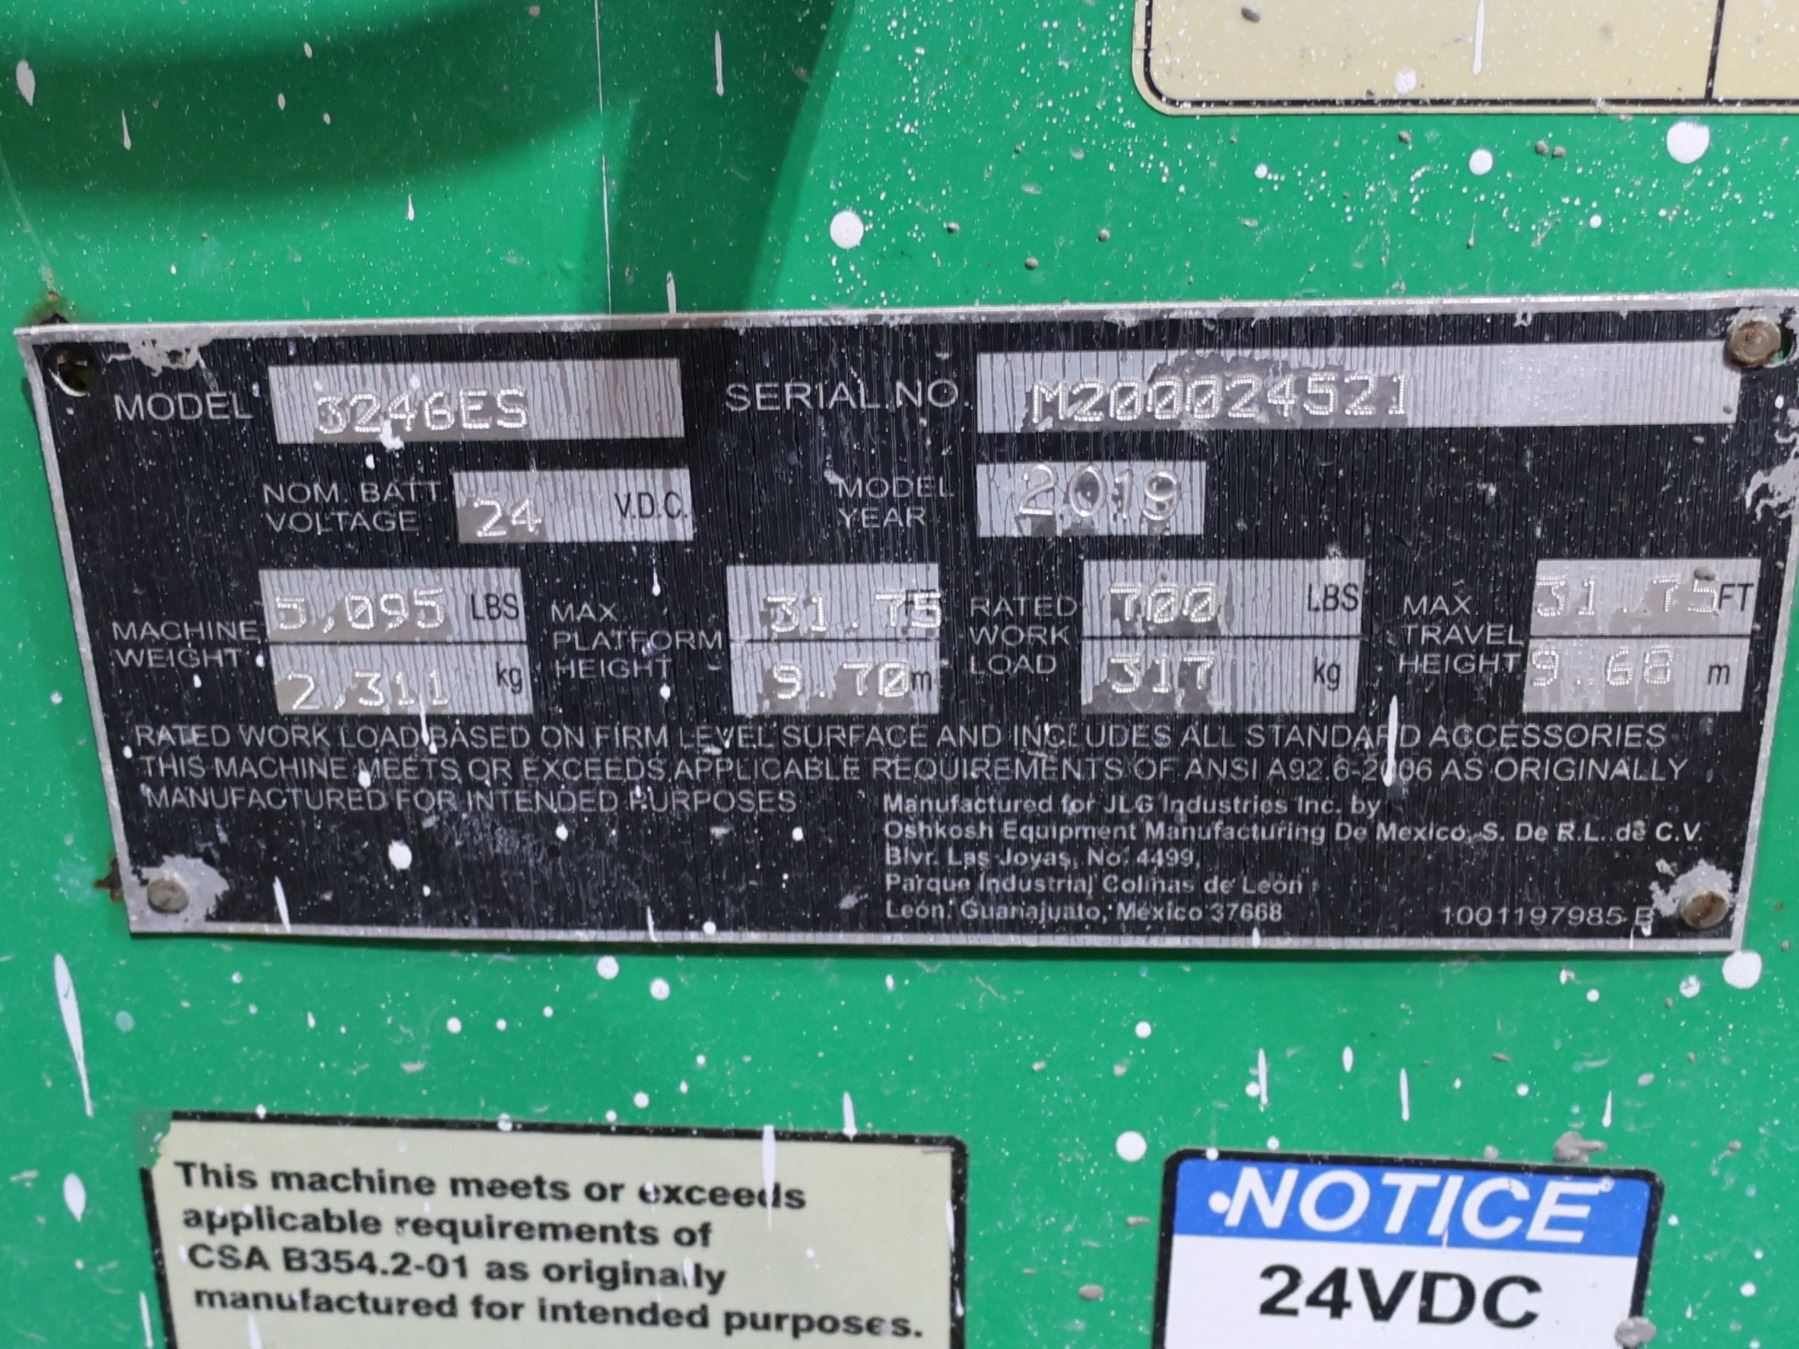 MODEL 3246ES SERIAL NO. M200024521
NOM. BATT. VOLTAGE 24 V.D.C. MODEL YEAR 2019
MACHINE WEIGHT 5,095 LBS 2,311 kg
MAX PLATFORM HEIGHT 31.75 9.70 m
RATED WORK LOAD 700 LBS 317 kg
MAX TRAVEL HEIGHT 31.75 FT 9.68 m
RATED WORK LOAD BASED ON FIRM LEVEL SURFACE AND INCLUDES ALL STANDARD ACCESSORIES
THIS MACHINE MEETS OR EXCEEDS APPLICABLE REQUIREMENTS OF ANSI A92.6-2006 AS ORIGINALLY
MANUFACTURED FOR INTENDED PURPOSES
Manufactured for JLG Industries Inc. by
Oshkosh Equipment Manufacturing De Mexico, S. De R.L. de C.V.
Blvr. Las Joyas, No. 4499,
Parque Industrial Colinas de León
León, Guanajuato, México 37668
1001197985 B
This machine meets or exceeds
applicable requirements of
CSA B354.2-01 as originally
manufactured for intended purposes.
NOTICE
24VDC